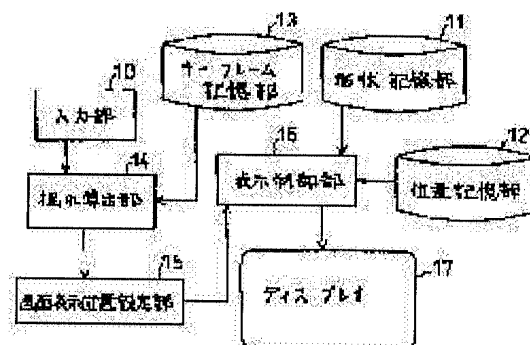 13
11
10
キーフレーム
記憶部
形状記憶部
入力部
16
12
14
表示制御部
位置記憶部
算出部
15
画面表示位置設定部
17
ディスプレイ